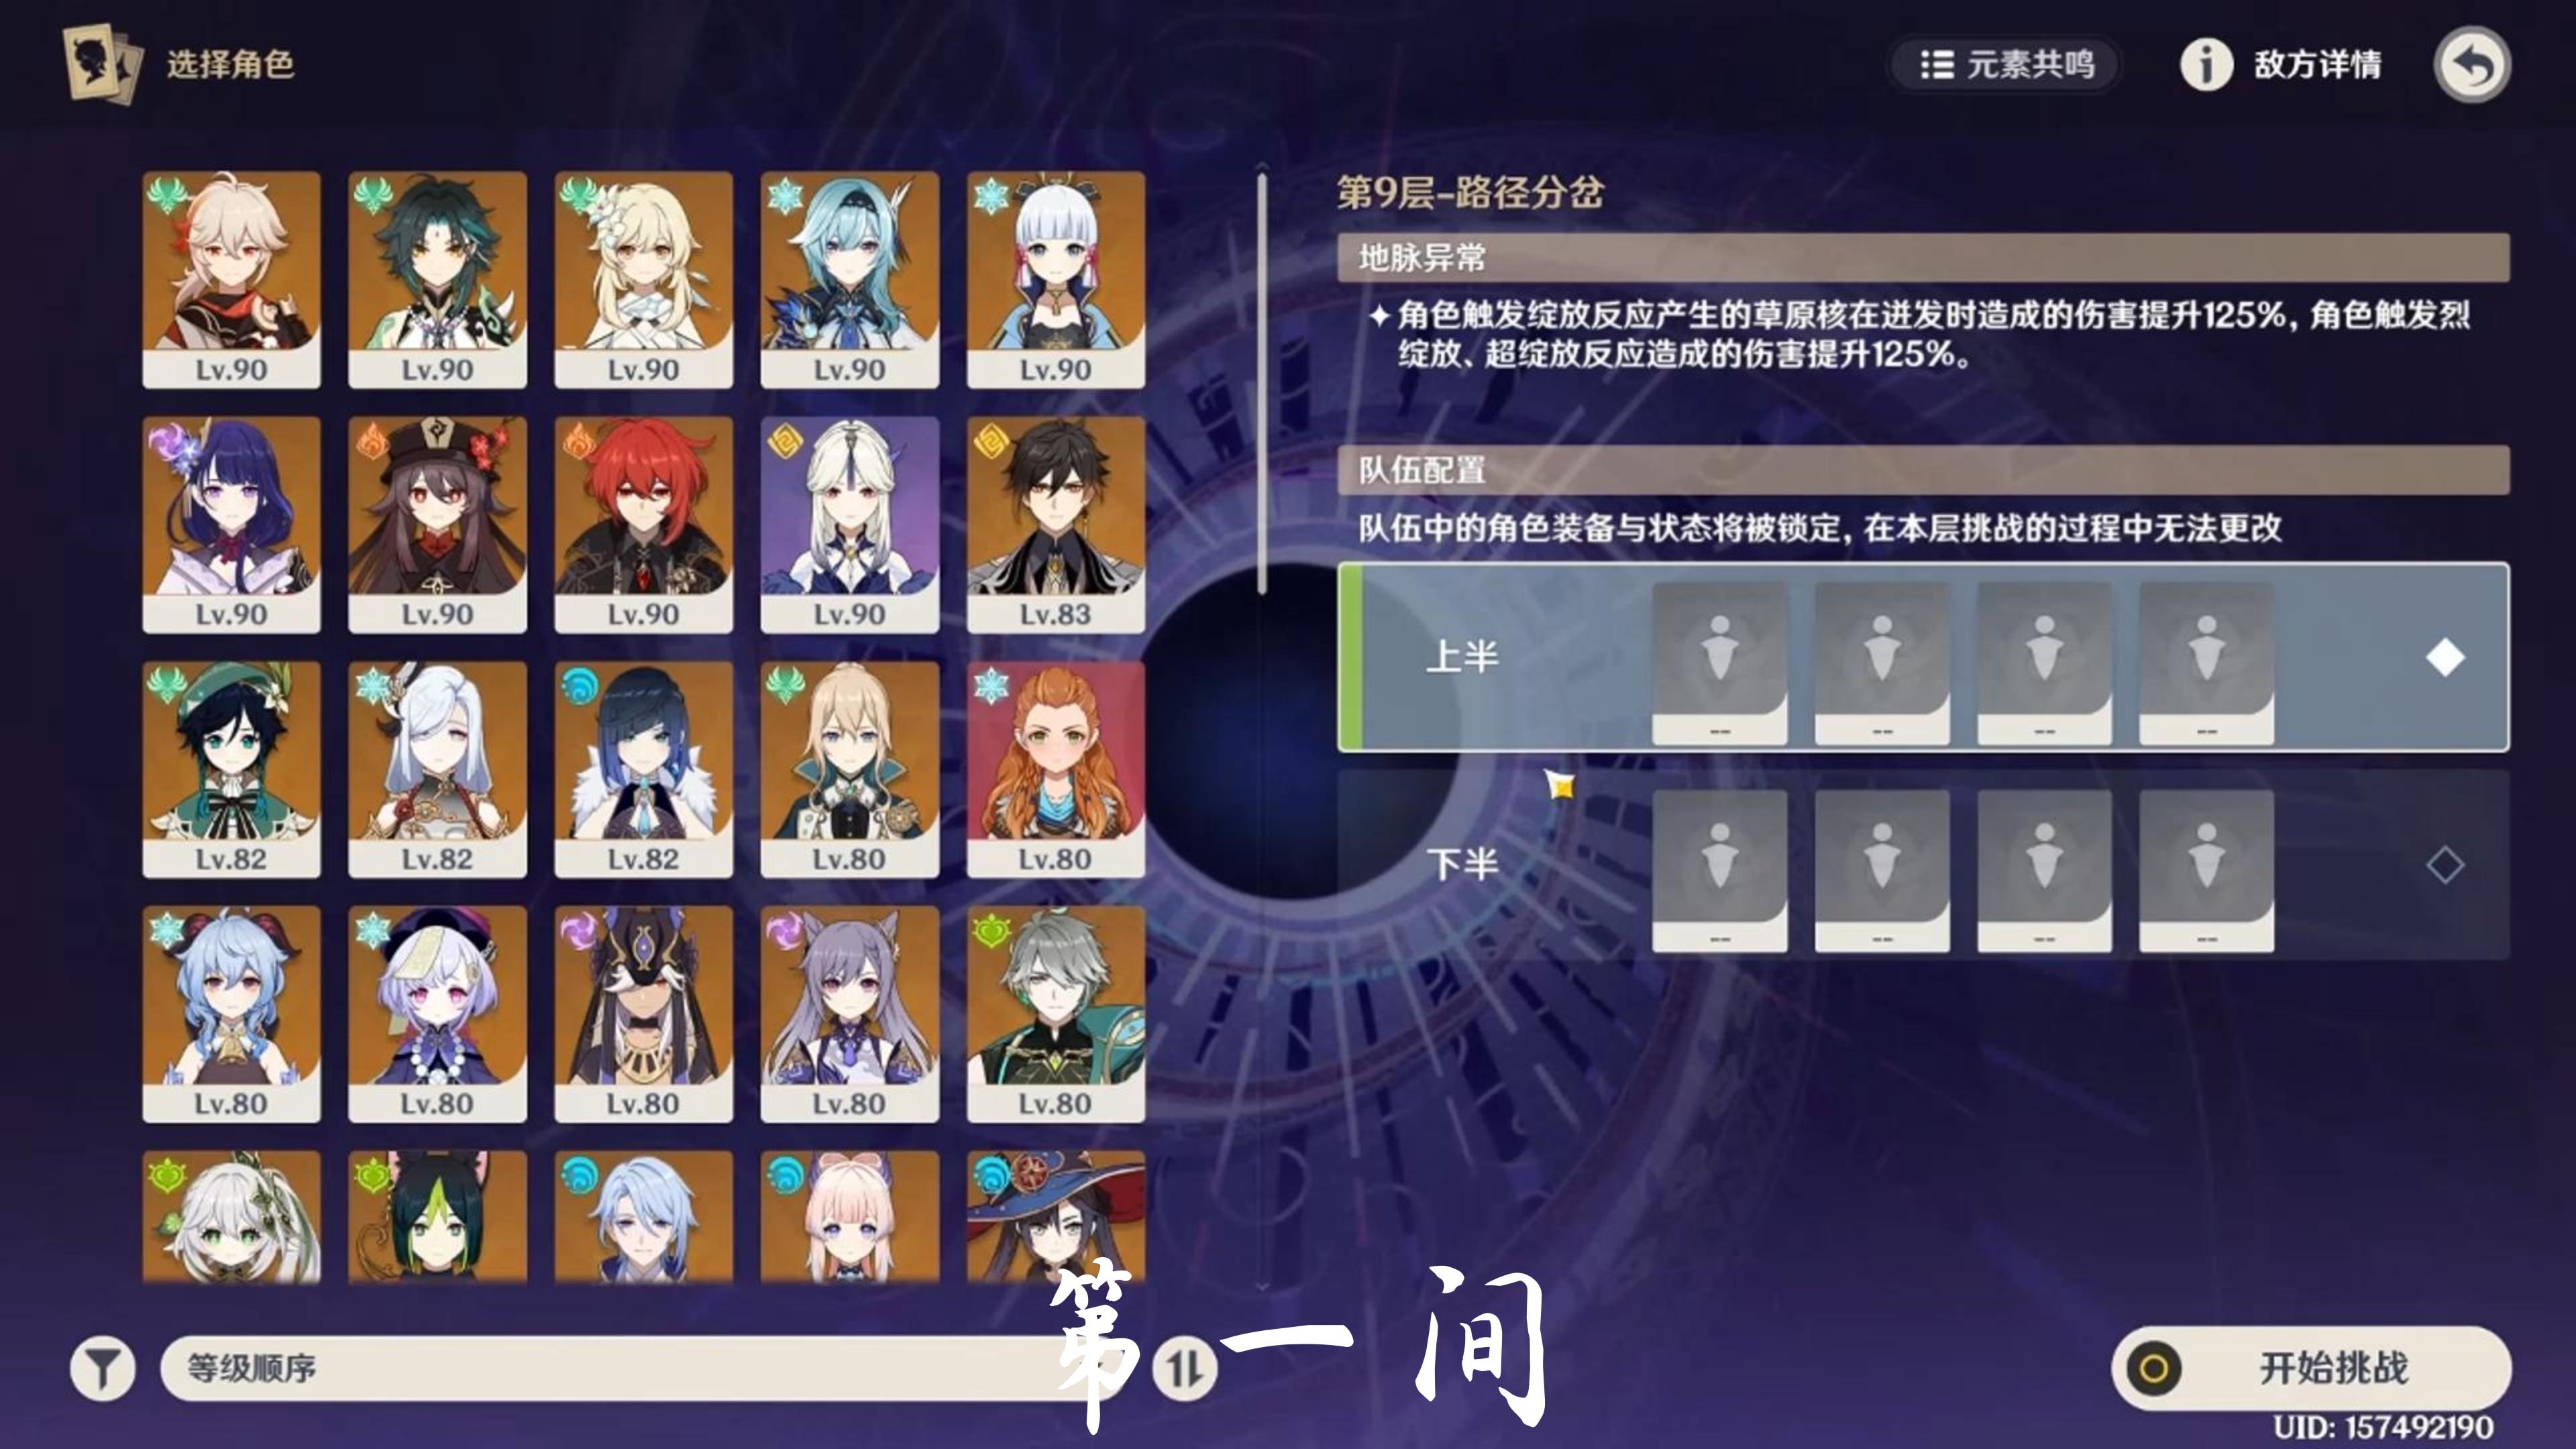 选择角色
元素共鸣
敌方详情
Lv.90
Lv.90
Lv.90
Lv.90
Lv.90
Lv.90
Lv.90
Lv.90
Lv.90
Lv.83
Lv.82
Lv.82
Lv.82
Lv.80
Lv.80
Lv.80
Lv.80
Lv.80
Lv.80
Lv.80
第9层-路径分岔
地脉异常
角色触发绽放反应产生的草原核在迸发时造成的伤害提升125%, 角色触发烈
绽放、超绽放反应造成的伤害提升125%。
队伍配置
队伍中的角色装备与状态将被锁定, 在本层挑战的过程中无法更改
上半
-- -- -- --
下半
-- -- -- --
等级顺序
第一间
开始挑战
UID: 157492190